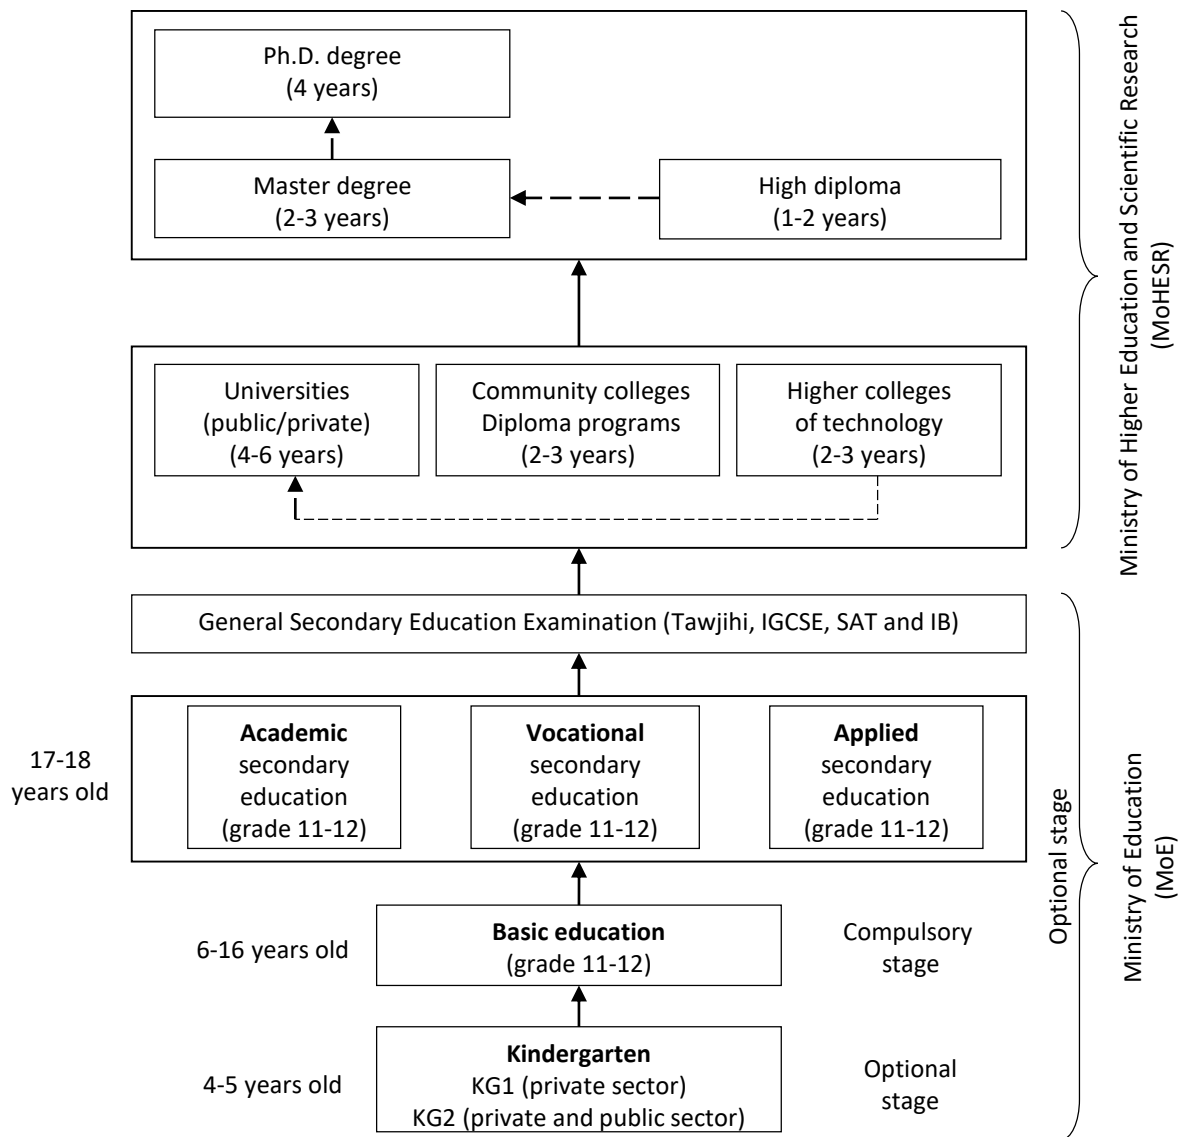 Ph.D. degree
(4 years)
Master degree
(2-3 years)
High diploma
(1-2 years)
Ministry of Higher Education and Scientific Research
(MoHESR)
Universities
(public/private)
(4-6 years)
Community colleges
Diploma programs
(2-3 years)
Higher colleges
of technology
(2-3 years)
General Secondary Education Examination (Tawjihi, IGCSE, SAT and IB)
17-18
years old
Academic
secondary
education
(grade 11-12)
Vocational
secondary
education
(grade 11-12)
Applied
secondary
education
(grade 11-12)
Optional stage
Ministry of Education
(MoE)
6-16 years old
Basic education
(grade 11-12)
Compulsory
stage
4-5 years old
Kindergarten
KG1 (private sector)
KG2 (private and public sector)
Optional
stage